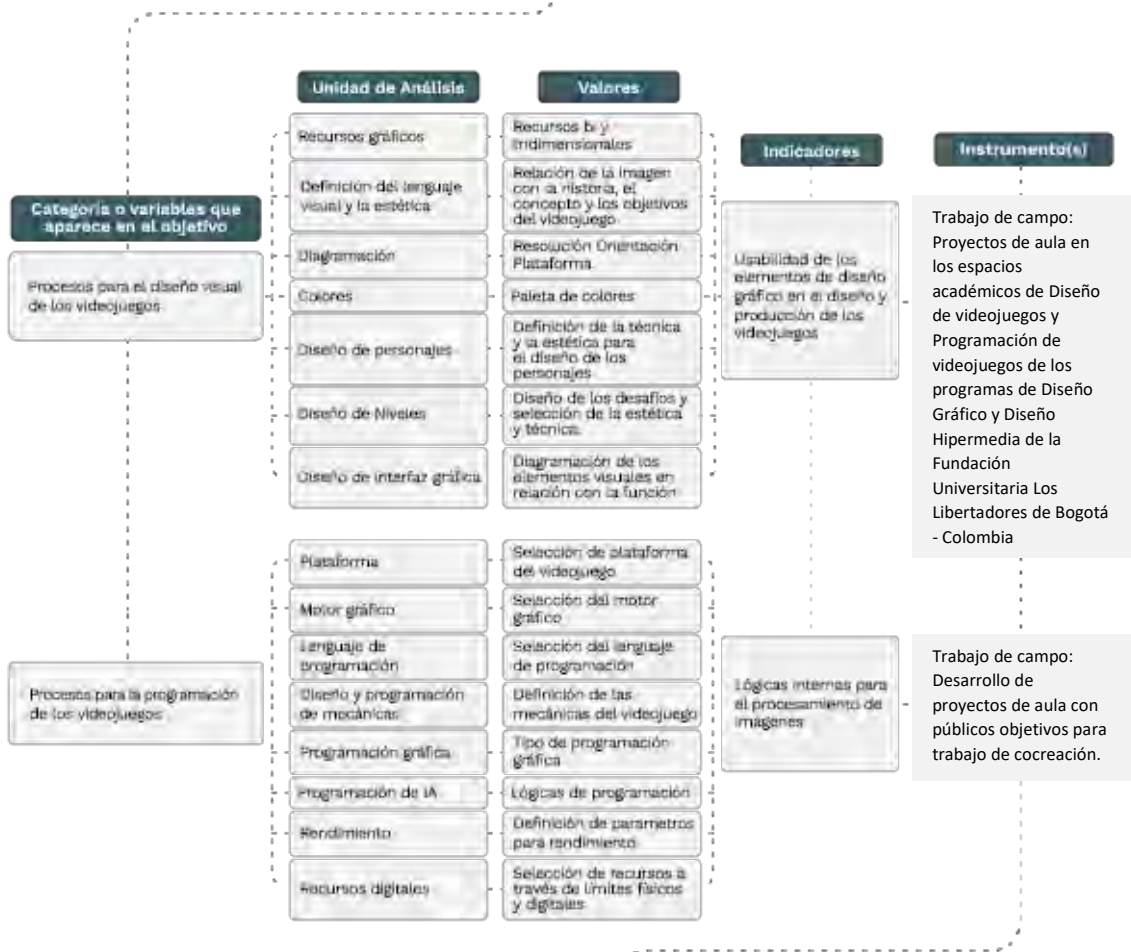 Unidad de Análisis
Valores
Indicadores
Instrumento(s)
Categoría o variables que
aparece en el objetivo
Procesos para el diseño visual
de los videojuegos
Recursos gráficos
Recursos bi y
tridimensionales
Definición del lenguaje
visual y la estética
Relación de la imagen
con la historia, el
concepto y los objetivos
del videojuego
Diagramación
Resolución Orientación
Plataforma
Colores
Paleta de colores
Diseño de personajes
Definición de la técnica
y la estética para
el diseño de los
personajes
Diseño de Niveles
Diseño de los desafíos y
selección de la estética
y técnica.
Diseño de interfaz gráfica
Diagramación de los
elementos visuales en
relación con la función
Usabilidad de los
elementos de diseño
gráfico en el diseño y
producción de los
videojuegos
Trabajo de campo:
Proyectos de aula en
los espacios
académicos de Diseño
de videojuegos y
Programación de
videojuegos de los
programas de Diseño
Gráfico y Diseño
Hipermedia de la
Fundación
Universitaria Los
Libertadores de Bogotá
- Colombia
Procesos para la programación
de los videojuegos
Plataforma
Selección de plataforma
del videojuego
Motor gráfico
Selección del motor
gráfico
Lenguaje de
programación
Selección del lenguaje
de programación
Diseño y programación
de mecánicas
Definición de las
mecánicas del videojuego
Programación gráfica
Tipo de programación
gráfica
Programación de IA
Lógicas de programación
Rendimiento
Definición de parametros
para rendimiento
Recursos digitales
Selección de recursos a
través de límites físicos
y digitales
Lógicas internas para
el procesamiento de
imágenes
Trabajo de campo:
Desarrollo de
proyectos de aula con
públicos objetivos para
trabajo de cocreación.